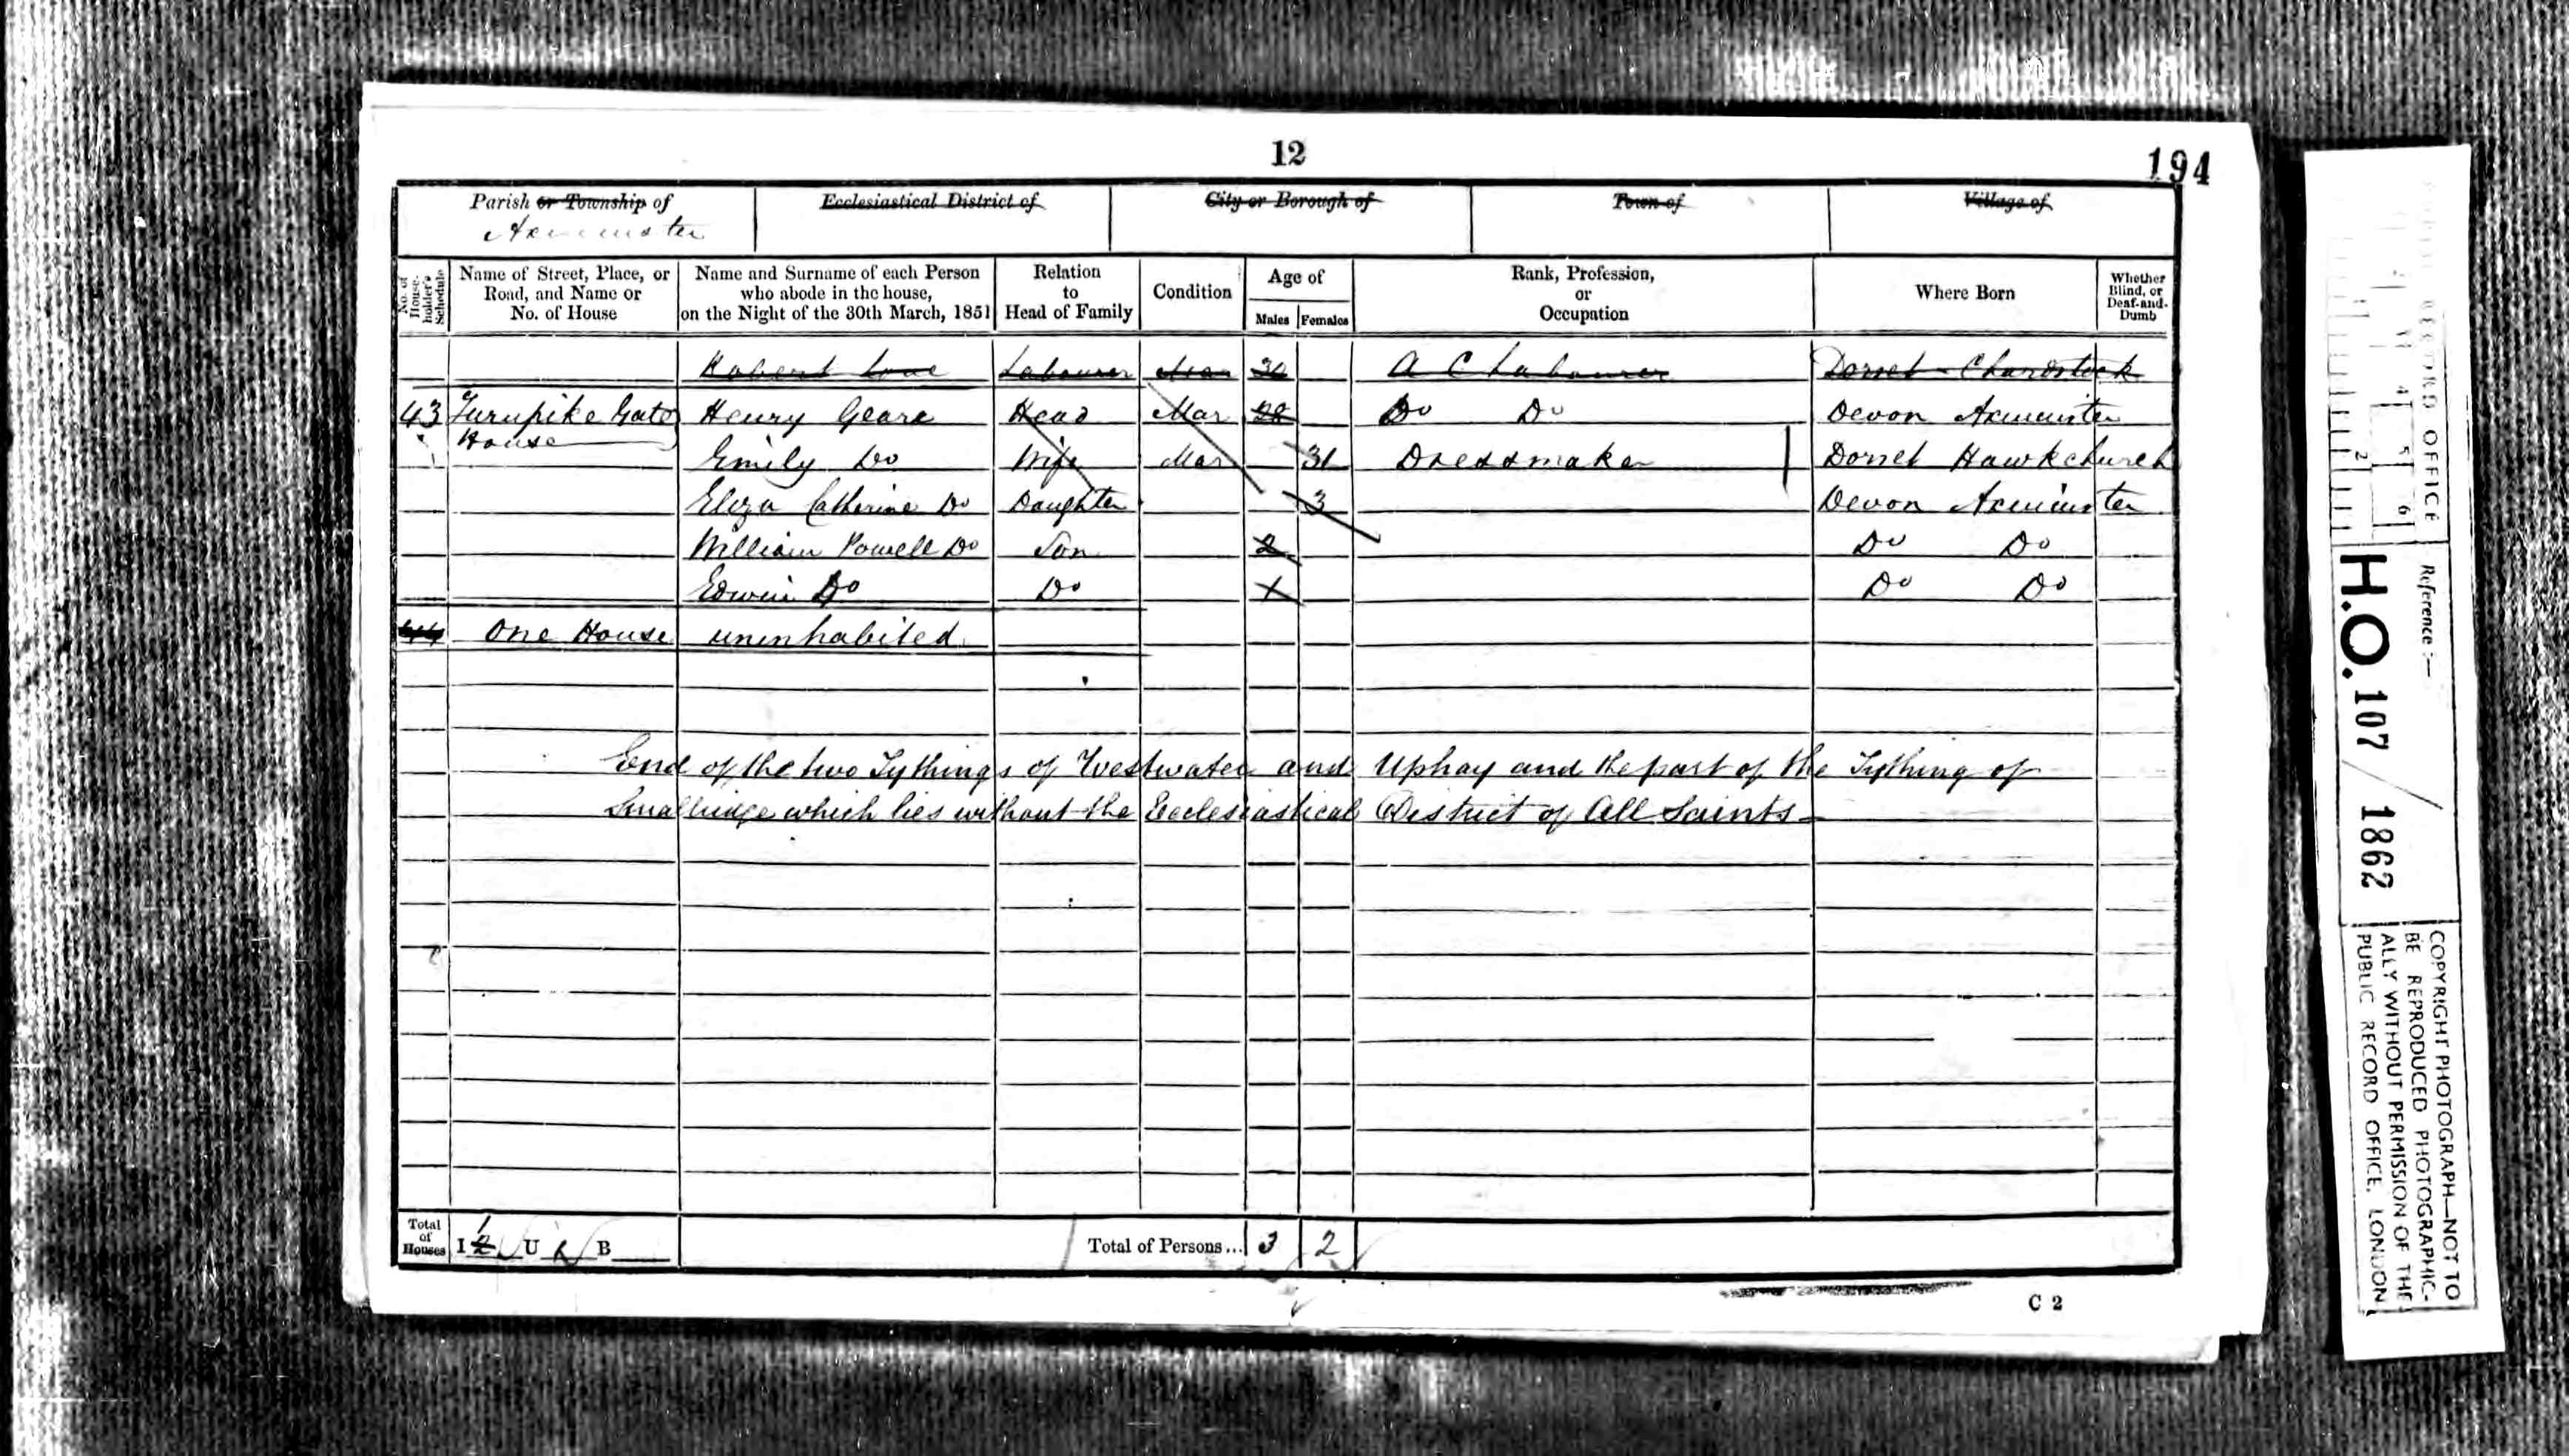 12
194
Parish or Township of
Axminster
Ecclesiastical District of
City or Borough of
Town of
Village of
No. of House-holder's Schedule
Name of Street, Place, or Road, and Name or No. of House
Name and Surname of each Person who abode in the house, on the Night of the 30th March, 1851
Relation to Head of Family
Condition
Age of
Males Females
Rank, Profession, or Occupation
Where Born
Whether Blind, or Deaf-and-Dumb
Robert Love Labourer 30 A C Labourer Dorset Chardstock
43 Turnpike Gate House Henry Geare Head Mar 28 Do Do Devon Axminster
Emily Do Wife Mar 31 Dressmaker Dorset Hawkchurch
Eliza Catherine Do Daughter 3 Devon Axminster
William Powell Do Son 2 Do Do
Edwin Do Do 1 Do Do
44 One House uninhabited
End of the two Tythings of Westwater and Uphay and the part of the Tything of
Smallridge which lies without the Ecclesiastical District of All Saints
Total of Houses I 1 U B
Total of Persons... 3 2
C 2
RECORD OFFICE
Reference :—
H.O. 107 / 1862
COPYRIGHT PHOTOGRAPH—NOT TO
BE REPRODUCED PHOTOGRAPHIC-
ALLY WITHOUT PERMISSION OF THE
PUBLIC RECORD OFFICE, LONDON